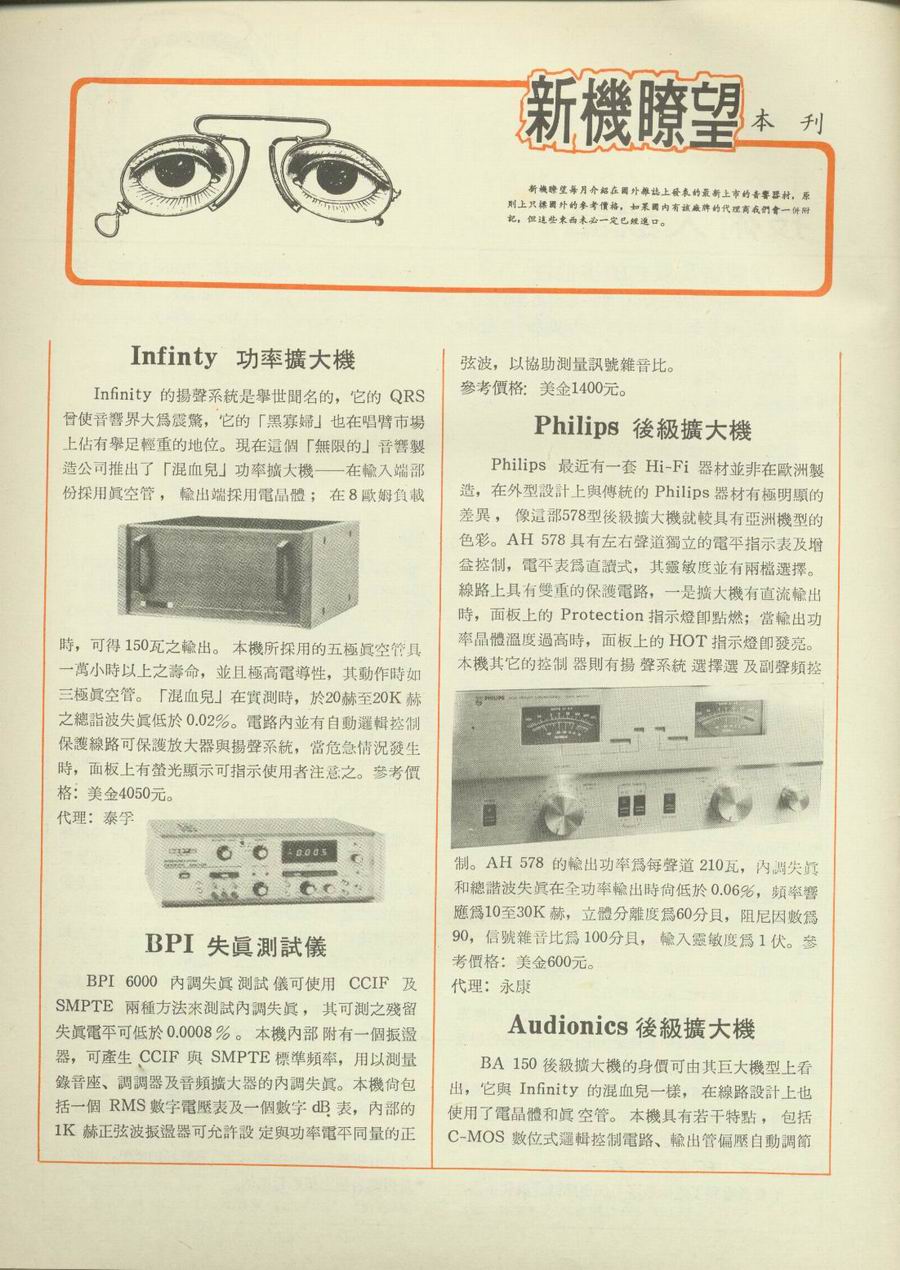 新機瞭望
本 刊
新機瞭望每月介紹在國外雜誌上發表的最新上市的音響器材，原
則上只採國外的參考價格，如果國內有該廠牌的代理商我們會一併附
記，但這些東西未必一定已經進口。
Infinty 功率擴大機
Infinity 的揚聲系統是舉世聞名的，它的 QRS
曾使音響界大爲震驚，它的「黑寡婦」也在唱臂市場
上佔有舉足輕重的地位。現在這個「無限的」音響製
造公司推出了「混血兒」功率擴大機——在輸入端部
份採用眞空管，輸出端採用電晶體；在8歐姆負載
時，可得150瓦之輸出。本機所採用的五極眞空管具
一萬小時以上之壽命，並且極高電導性，其動作時如
三極眞空管。「混血兒」在實測時，於20赫至20K 赫
之總諧波失眞低於 0.02%。電路內並有自動邏輯控制
保護線路可保護放大器與揚聲系統，當危急情況發生
時，面板上有螢光顯示可指示使用者注意之。參考價
格：美金4050元。
代理：泰孚
-0005
BPI 失眞測試儀
BPI 6000 內調失眞測試儀可使用 CCIF 及
SMPTE 兩種方法來測試內調失眞，其可測之殘留
失眞電平可低於 0.0008％。本機內部附有一個振盪
器，可產生 CCIF 與 SMPTE 標準頻率，用以測量
錄音座、調調器及音頻擴大器的內調失眞。本機尙包
括一個 RMS 數字電壓表及一個數字 dB 表，內部的
1K 赫正弦波振盪器可允許設定與功率電平同量的正
弦波，以協助測量訊號雜音比。
參考價格：美金1400元。
Philips 後級擴大機
Philips 最近有一套 Hi-Fi 器材並非在歐洲製
造，在外型設計上與傳統的 Philips 器材有極明顯的
差異，像這部578型後級擴大機就較具有亞洲機型的
色彩。AH 578 具有左右聲道獨立的電平指示表及增
益控制，電平表爲直讀式，其靈敏度並有兩檔選擇。
線路上具有雙重的保護電路，一是擴大機有直流輸出
時，面板上的 Protection 指示燈卽點燃；當輸出功
率晶體溫度過高時，面板上的 HOT 指示燈卽發亮。
本機其它的控制器則有揚聲系統選擇選及副聲頻控
PHILIPS
制。AH 578 的輸出功率爲每聲道 210瓦，內調失眞
和總諧波失眞在全功率輸出時尙低於 0.06%，頻率響
應爲10至30K 赫，立體分離度爲60分貝，阻尼因數爲
90，信號雜音比爲 100分貝，輸入靈敏度爲 1 伏。參
考價格：美金600元。
代理：永康
Audionics 後級擴大機
BA 150 後級擴大機的身價可由其巨大機型上看
出，它與 Infinity 的混血兒一樣，在線路設計上也
使用了電晶體和眞空管。本機具有若干特點，包括
C-MOS 數位式邏輯控制電路、輸出管偏壓自動調節